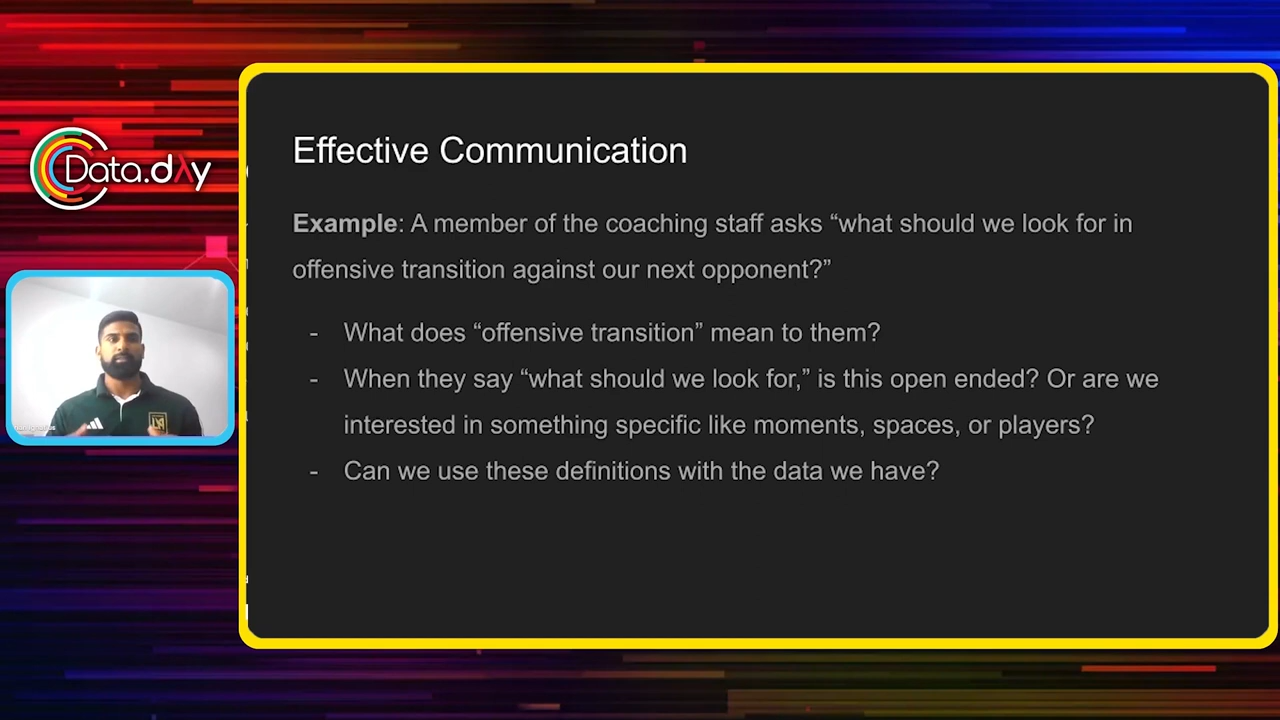 Data.dλy
Effective Communication
Example: A member of the coaching staff asks “what should we look for in
offensive transition against our next opponent?”
- What does “offensive transition” mean to them?
- When they say “what should we look for,” is this open ended? Or are we
interested in something specific like moments, spaces, or players?
- Can we use these definitions with the data we have?
LA